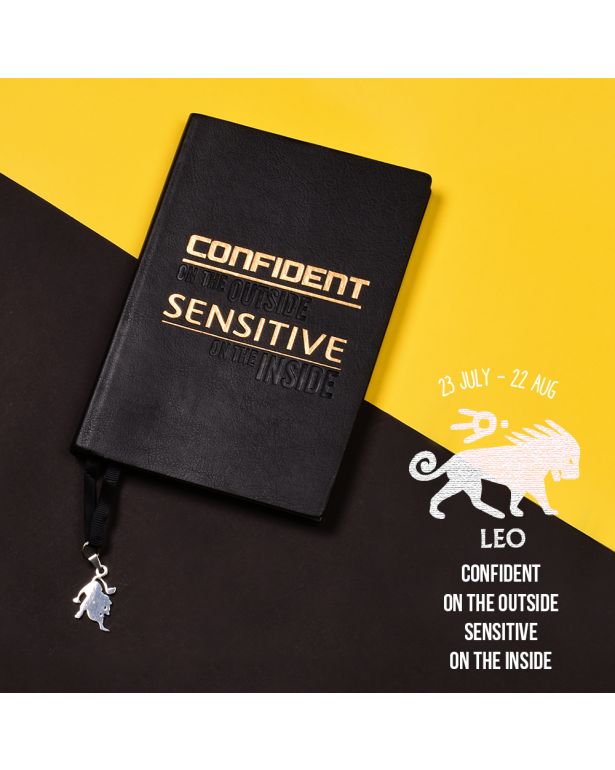 CONFIDENT
ON THE OUTSIDE
SENSITIVE
ON THE INSIDE
23 JULY – 22 AUG
LEO
CONFIDENT
ON THE OUTSIDE
SENSITIVE
ON THE INSIDE